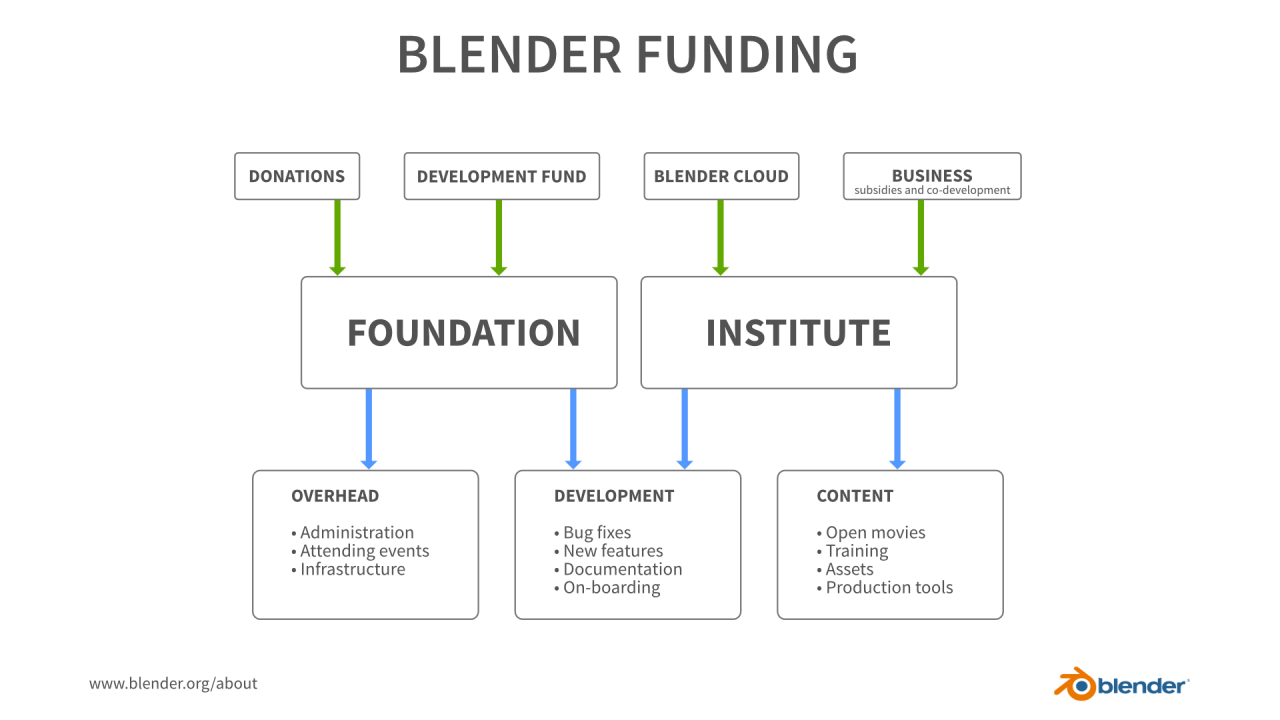 BLENDER FUNDING
DONATIONS
DEVELOPMENT FUND
BLENDER CLOUD
BUSINESS
subsidies and co-development
FOUNDATION
INSTITUTE
OVERHEAD
• Administration
• Attending events
• Infrastructure
DEVELOPMENT
• Bug fixes
• New features
• Documentation
• On-boarding
CONTENT
• Open movies
• Training
• Assets
• Production tools
www.blender.org/about
blender